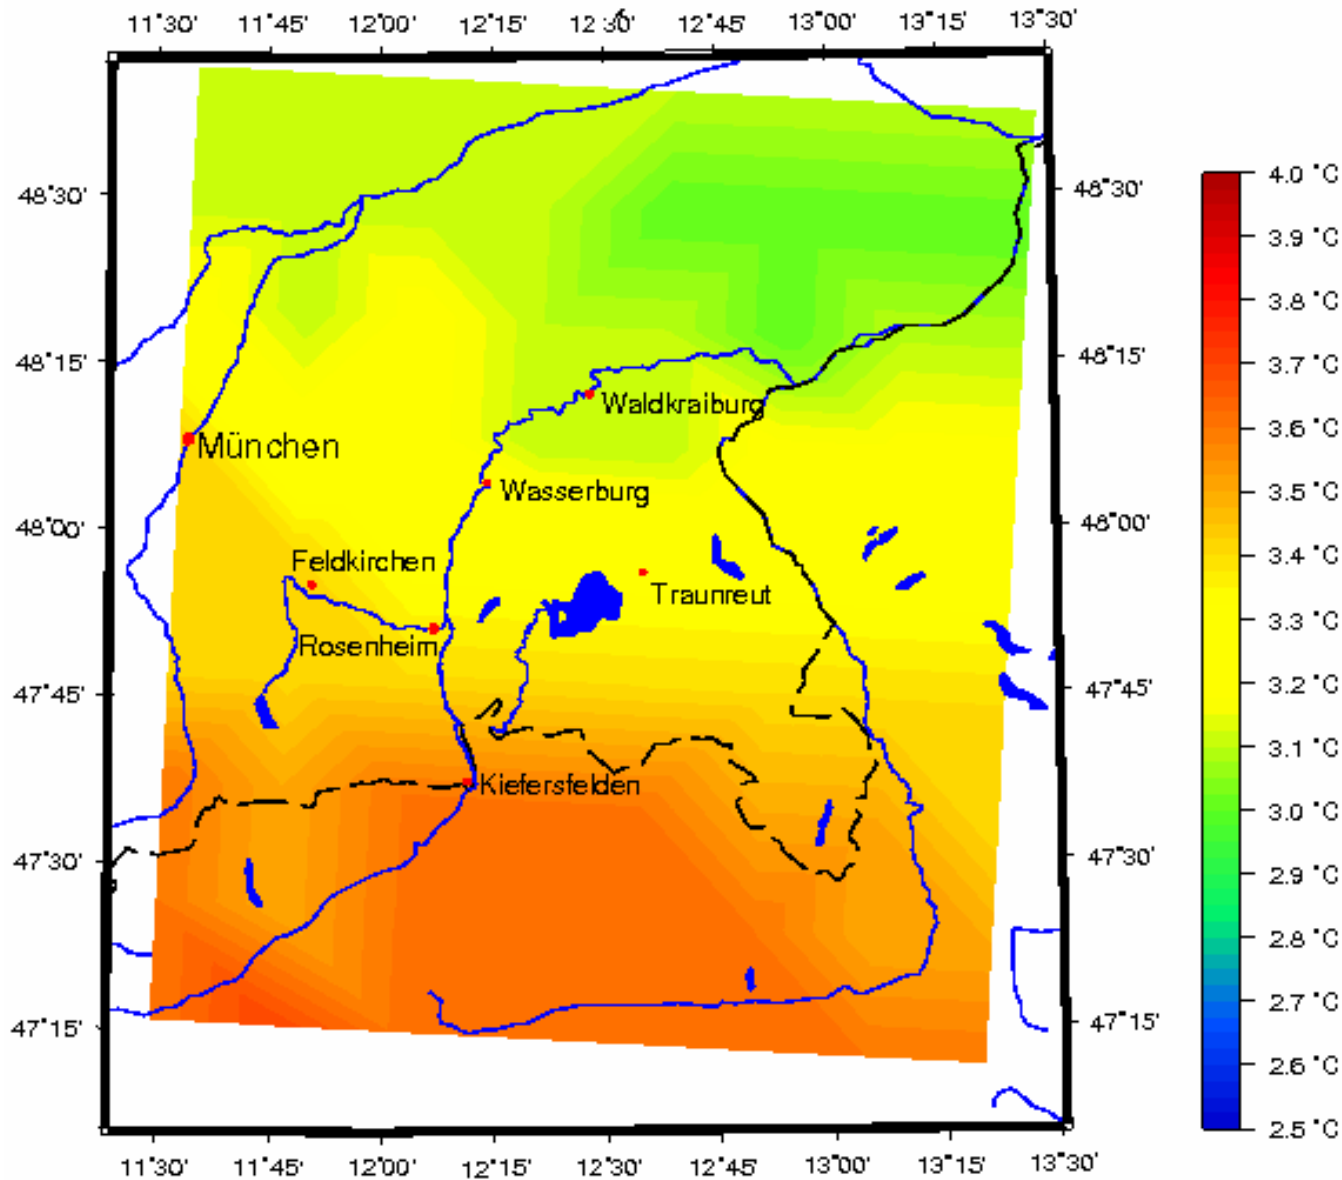 11°30' 11°45' 12°00' 12°15' 12°30' 12°45' 13°00' 13°15' 13°30'
4.0 °C
48°30' 48°30'
3.9 °C
3.8 °C
3.7 °C
48°15' 48°15'
3.6 °C
Waldkraiburg
München
3.5 °C
Wasserburg
48°00' 48°00'
3.4 °C
Feldkirchen
Traunreut
3.3 °C
Rosenheim
47°45' 47°45'
3.2 °C
3.1 °C
Kiefersfelden
3.0 °C
47°30' 47°30'
2.9 °C
2.8 °C
2.7 °C
47°15' 47°15'
2.6 °C
2.5 °C
11°30' 11°45' 12°00' 12°15' 12°30' 12°45' 13°00' 13°15' 13°30'